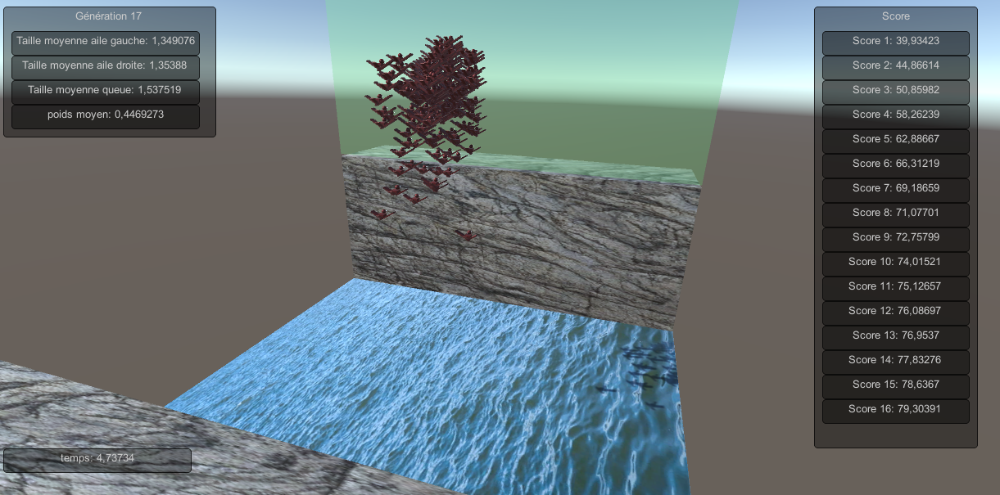 Génération 17
Taille moyenne aile gauche: 1,349076
Taille moyenne aile droite: 1,35388
Taille moyenne queue: 1,537519
poids moyen: 0,4469273
temps: 4,73734
Score
Score 1: 39,93423
Score 2: 44,86614
Score 3: 50,85982
Score 4: 58,26239
Score 5: 62,88667
Score 6: 66,31219
Score 7: 69,18659
Score 8: 71,07701
Score 9: 72,75799
Score 10: 74,01521
Score 11: 75,12657
Score 12: 76,08697
Score 13: 76,9537
Score 14: 77,83276
Score 15: 78,6367
Score 16: 79,30391